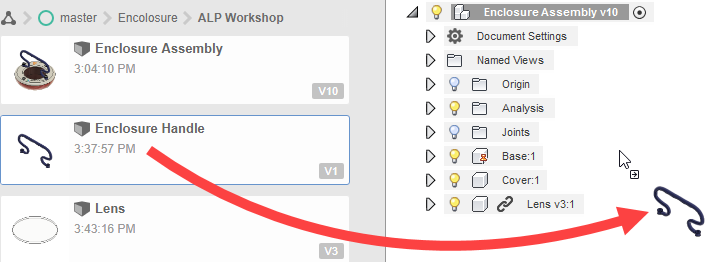 master Encolosure ALP Workshop
Enclosure Assembly
3:04:10 PM
V10
Enclosure Handle
3:37:57 PM
V1
Lens
3:43:16 PM
V3
Enclosure Assembly v10
Document Settings
Named Views
Origin
Analysis
Joints
Base:1
Cover:1
Lens v3:1